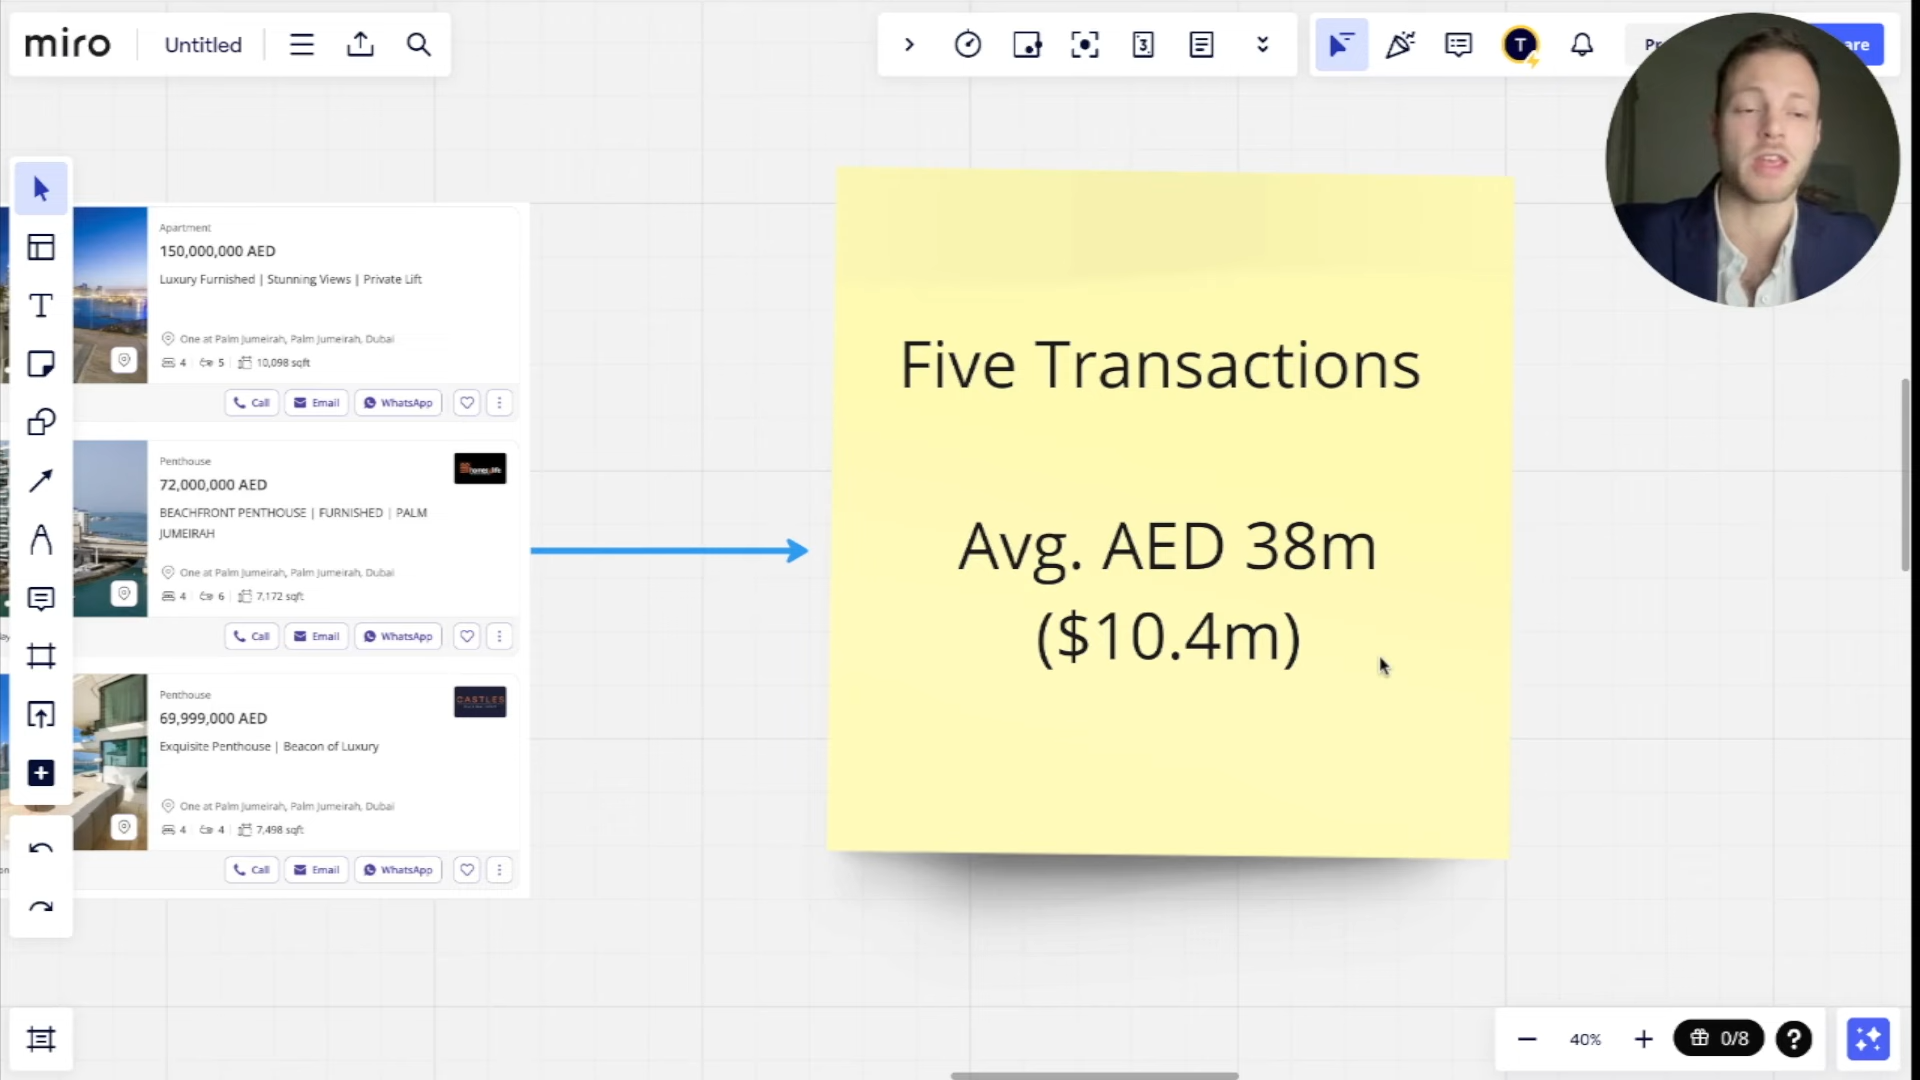 miro
Untitled
3
T
Apartment
150,000,000 AED
Luxury Furnished | Stunning Views | Private Lift
One at Palm Jumeirah, Palm Jumeirah, Dubai
4 5 10,098 sqft
Call Email WhatsApp
Penthouse
72,000,000 AED
BEACHFRONT PENTHOUSE | FURNISHED | PALM
JUMEIRAH
One at Palm Jumeirah, Palm Jumeirah, Dubai
4 6 7,172 sqft
Call Email WhatsApp
Penthouse
CASTLES
69,999,000 AED
Exquisite Penthouse | Beacon of Luxury
One at Palm Jumeirah, Palm Jumeirah, Dubai
4 4 7,498 sqft
Call Email WhatsApp
Five Transactions
Avg. AED 38m
($10.4m)
40%
0/8
?